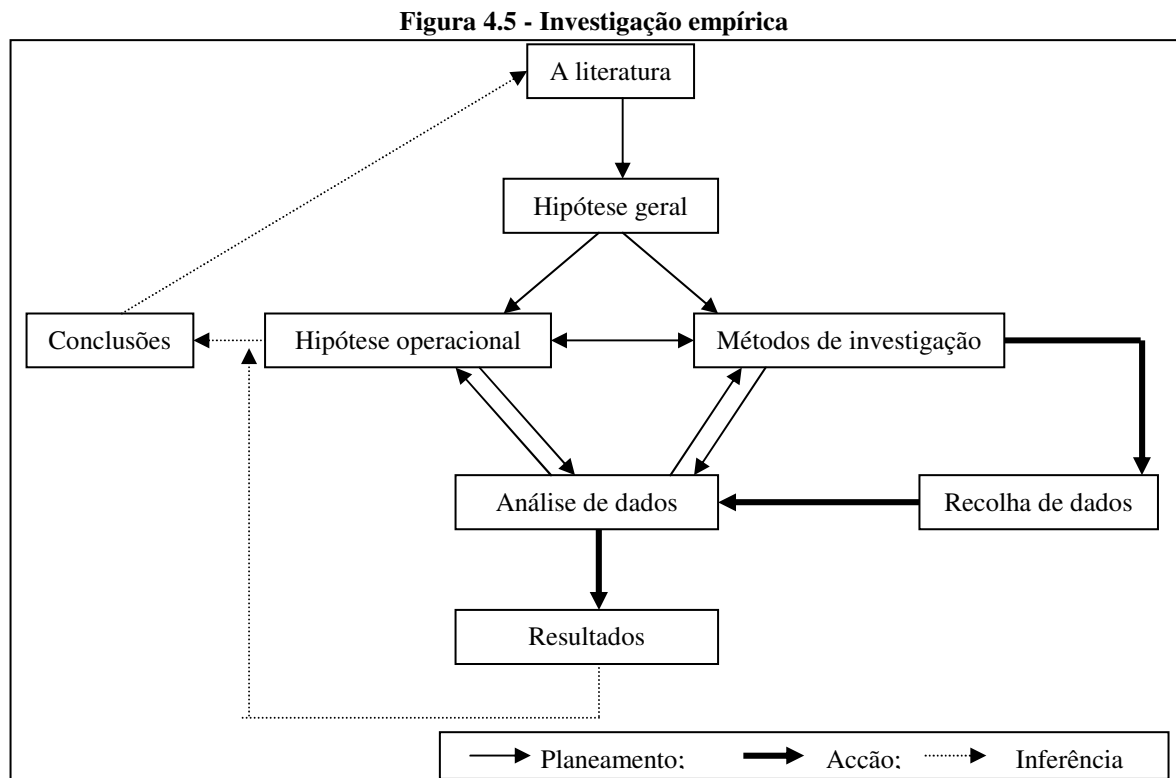 Figura 4.5 - Investigação empírica
A literatura
Hipótese geral
Conclusões
Hipótese operacional
Métodos de investigação
Análise de dados
Recolha de dados
Resultados
Planeamento; Acção; Inferência